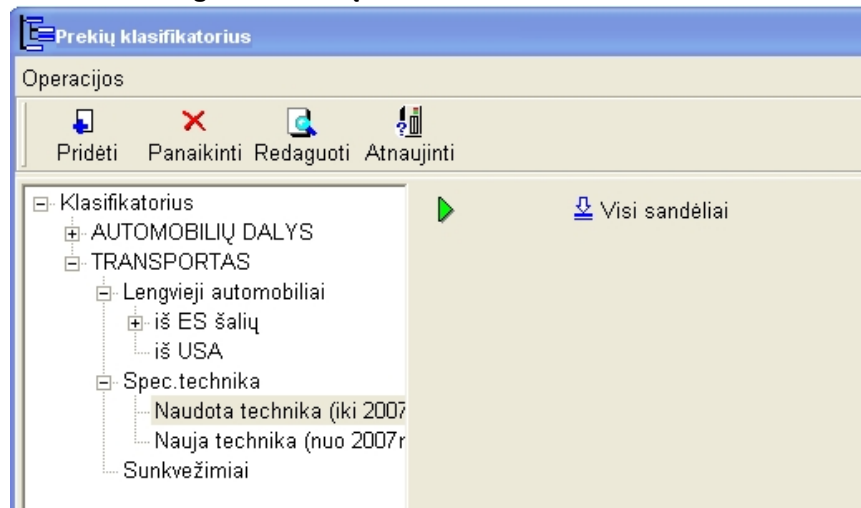 Prekių klasifikatorius
Operacijos
Pridėti Panaikinti Redaguoti Atnaujinti
Klasifikatorius
AUTOMOBILIŲ DALYS
TRANSPORTAS
Lengvieji automobiliai
iš ES šalių
iš USA
Spec.technika
Naudota technika (iki 2007
Nauja technika (nuo 2007r
Sunkvežimiai
Visi sandėliai